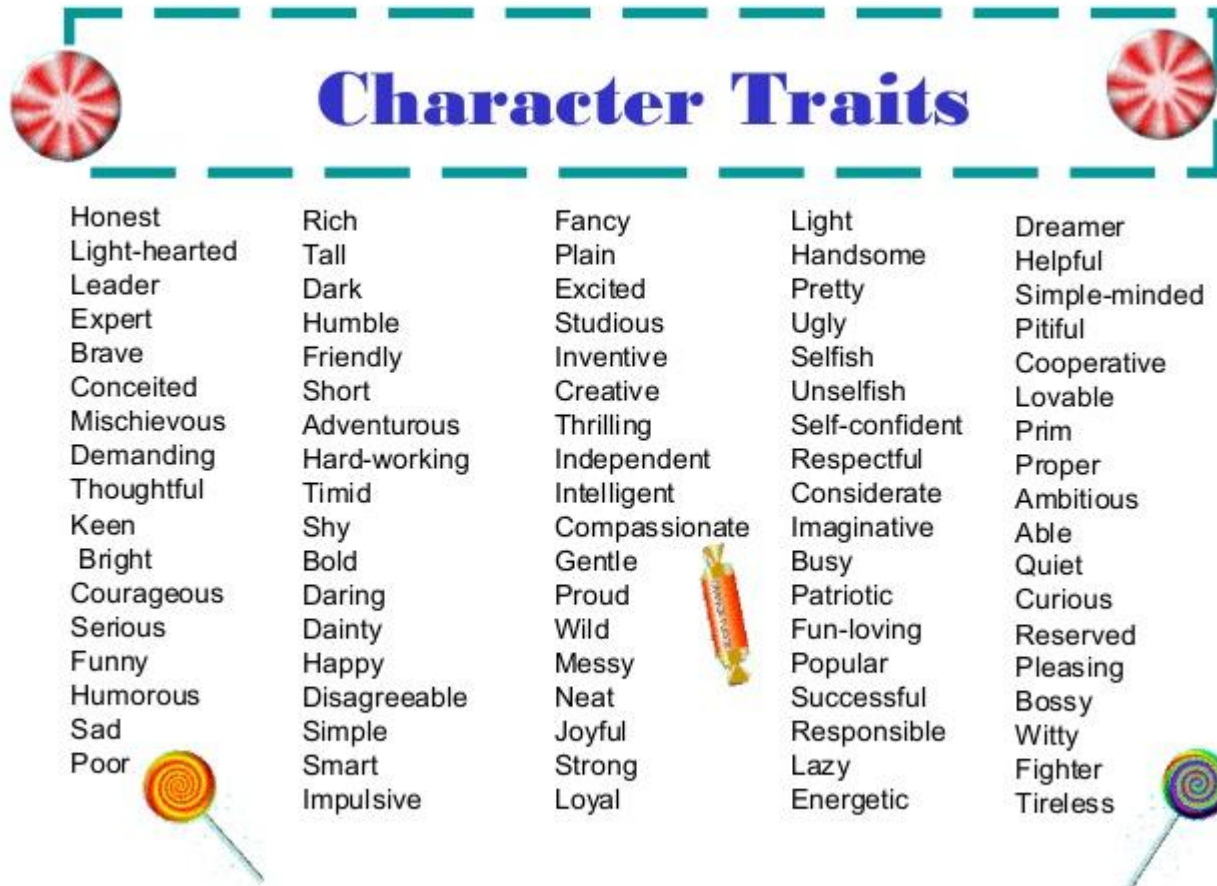 Character Traits
Honest
Light-hearted
Leader
Expert
Brave
Conceited
Mischievous
Demanding
Thoughtful
Keen
Bright
Courageous
Serious
Funny
Humorous
Sad
Poor
Rich
Tall
Dark
Humble
Friendly
Short
Adventurous
Hard-working
Timid
Shy
Bold
Daring
Dainty
Happy
Disagreeable
Simple
Smart
Impulsive
Fancy
Plain
Excited
Studious
Inventive
Creative
Thrilling
Independent
Intelligent
Compassionate
Gentle
Proud
Wild
Messy
Neat
Joyful
Strong
Loyal
Light
Handsome
Pretty
Ugly
Selfish
Unselfish
Self-confident
Respectful
Considerate
Imaginative
Busy
Patriotic
Fun-loving
Popular
Successful
Responsible
Lazy
Energetic
Dreamer
Helpful
Simple-minded
Pitiful
Cooperative
Lovable
Prim
Proper
Ambitious
Able
Quiet
Curious
Reserved
Pleasing
Bossy
Witty
Fighter
Tireless